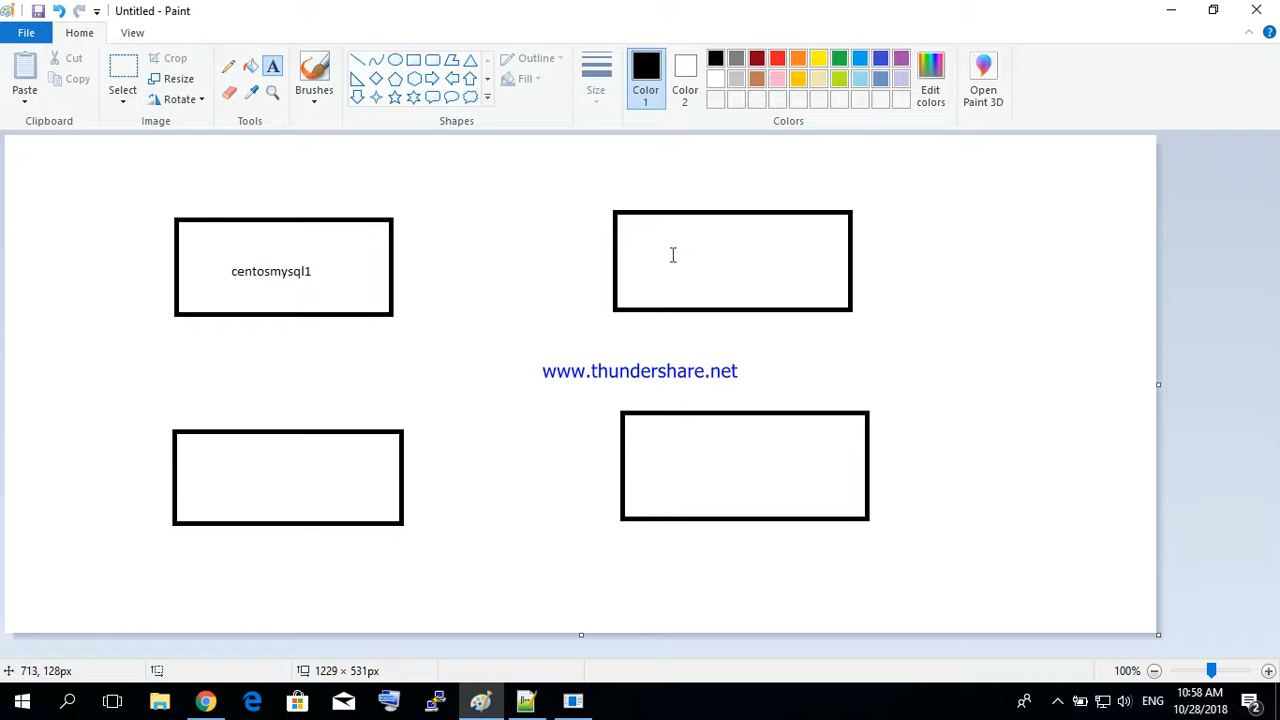 Untitled - Paint
File
Home
View
Paste
Cut
Copy
Clipboard
Select
Crop
Resize
Rotate
Image
A
Tools
Brushes
Outline
Fill
Shapes
Size
Color 1
Color 2
Edit colors
Colors
Open Paint 3D
centosmysql1
www.thundershare.net
713, 128px
1229 × 531px
100%
ENG
10:58 AM
10/28/2018
2